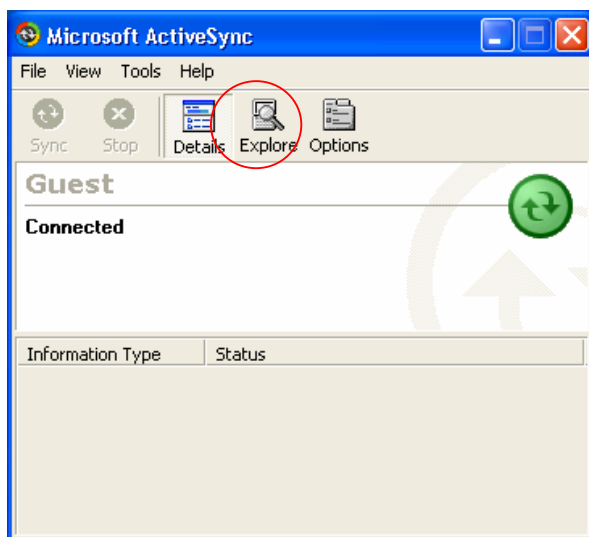 Microsoft ActiveSync
File View Tools Help
Sync Stop Details Explore Options
Guest
Connected
Information Type Status